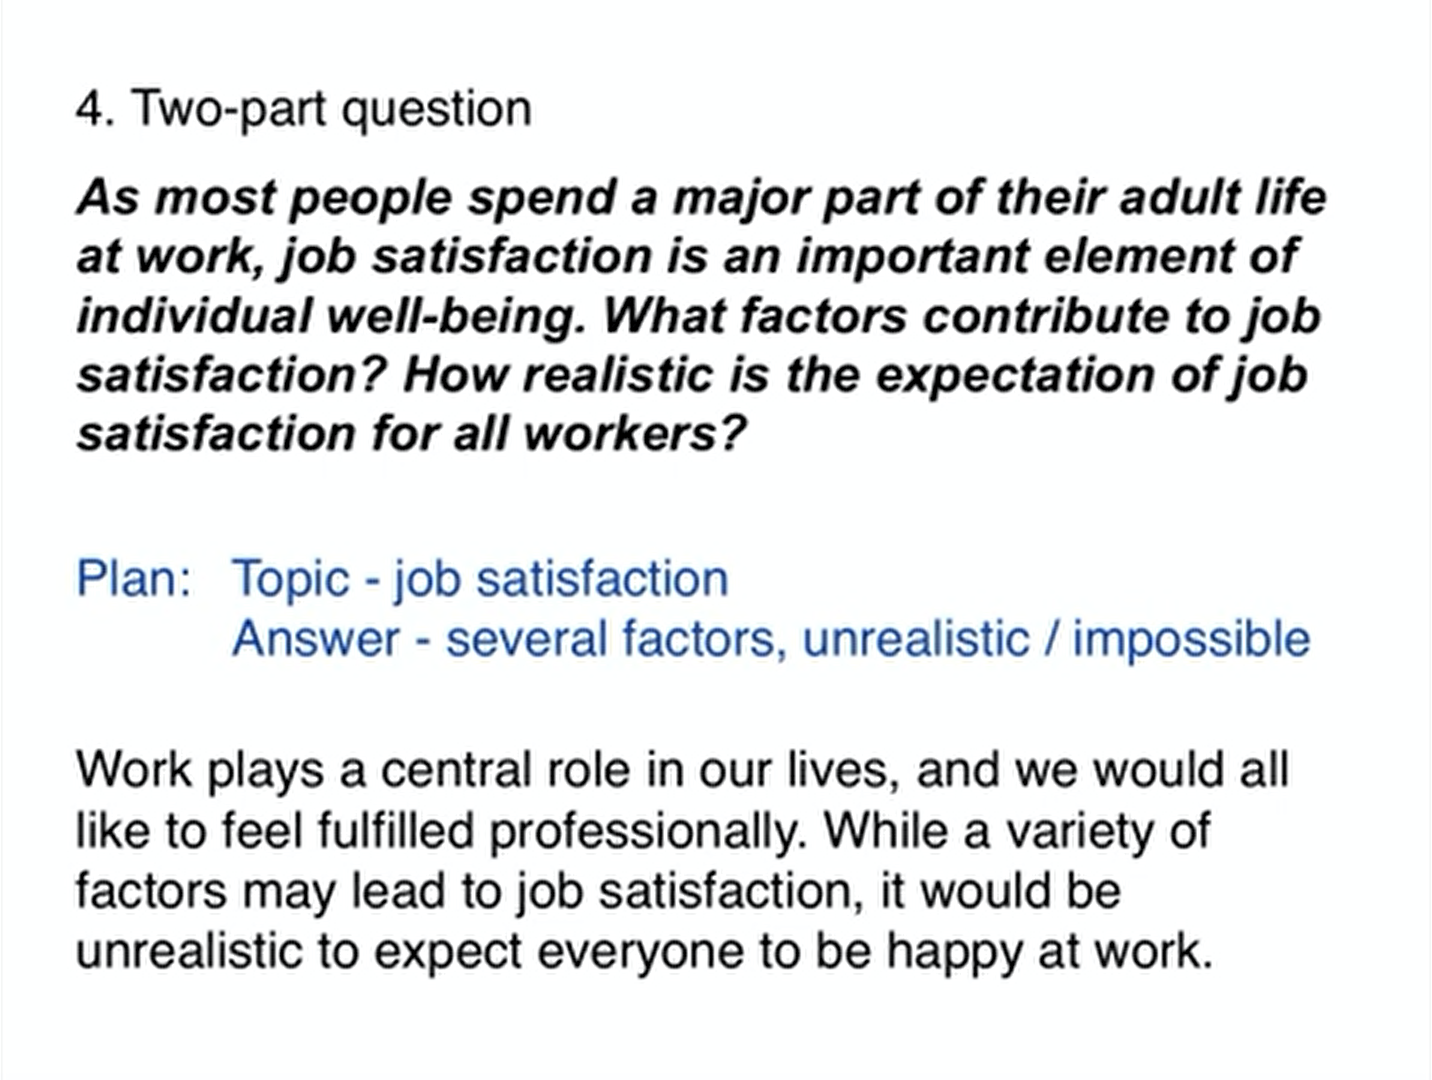 4. Two-part question
As most people spend a major part of their adult life
at work, job satisfaction is an important element of
individual well-being. What factors contribute to job
satisfaction? How realistic is the expectation of job
satisfaction for all workers?
Plan: Topic - job satisfaction
Answer - several factors, unrealistic / impossible
Work plays a central role in our lives, and we would all
like to feel fulfilled professionally. While a variety of
factors may lead to job satisfaction, it would be
unrealistic to expect everyone to be happy at work.